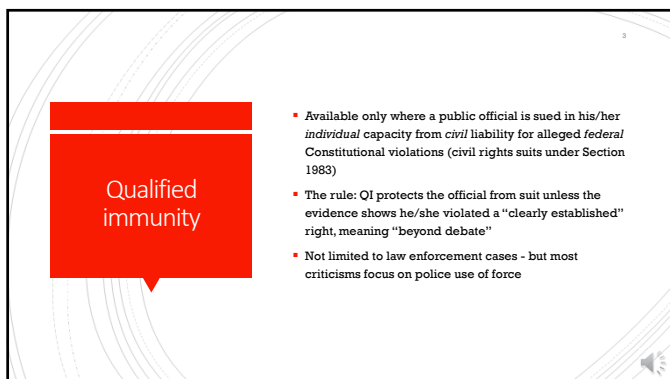 3
Qualified
immunity
▪ Available only where a public official is sued in his/her
individual capacity from civil liability for alleged federal
Constitutional violations (civil rights suits under Section
1983)
▪ The rule: QI protects the official from suit unless the
evidence shows he/she violated a “clearly established”
right, meaning “beyond debate”
▪ Not limited to law enforcement cases - but most
criticisms focus on police use of force